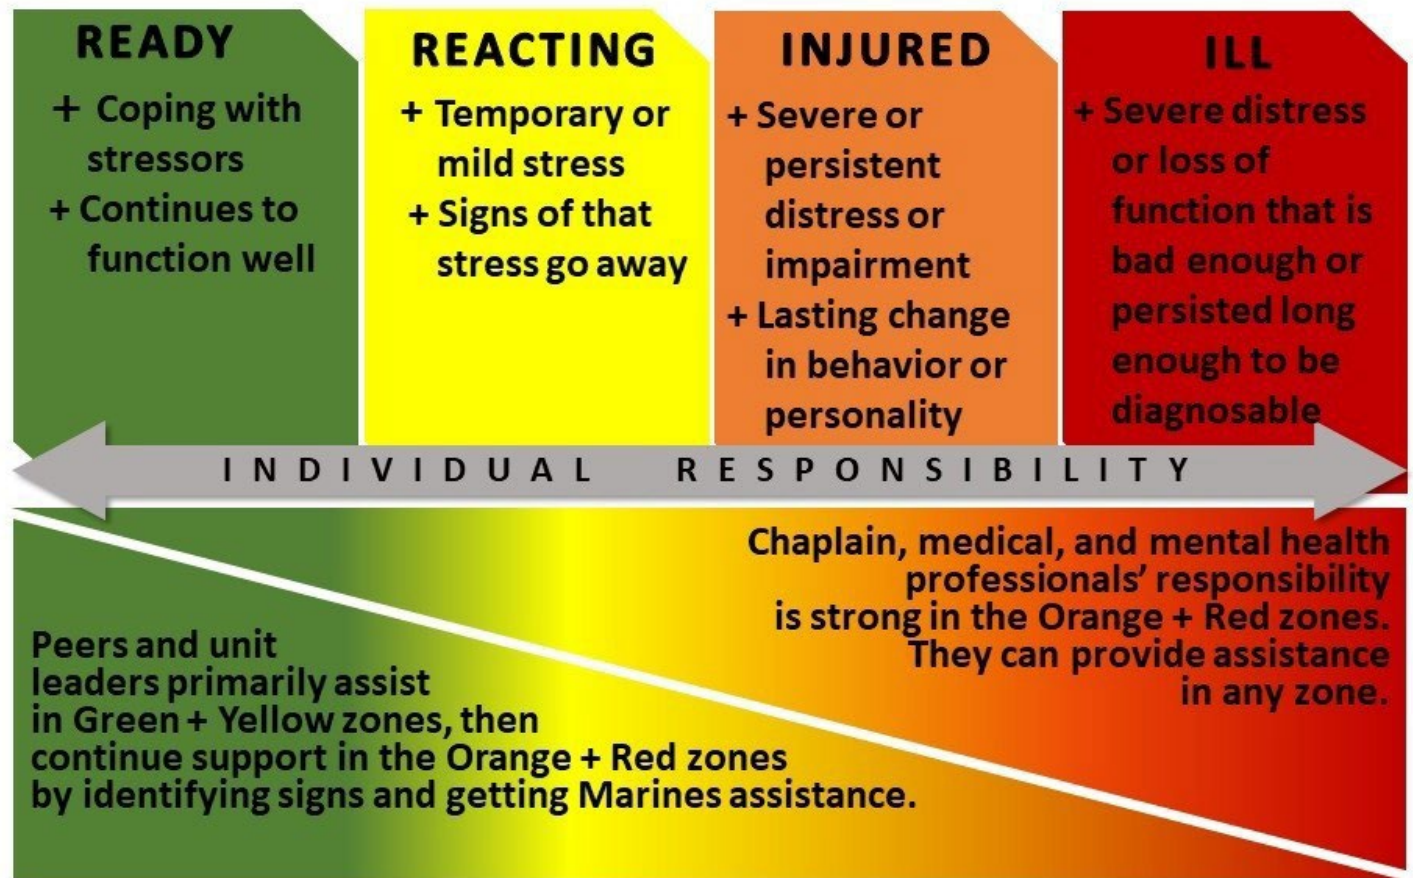 READY
+ Coping with
stressors
+ Continues to
function well
REACTING
+ Temporary or
mild stress
+ Signs of that
stress go away
INJURED
+ Severe or
persistent
distress or
impairment
+ Lasting change
in behavior or
personality
ILL
+ Severe distress
or loss of
function that is
bad enough or
persisted long
enough to be
diagnosable
INDIVIDUAL RESPONSIBILITY
Chaplain, medical, and mental health
professionals’ responsibility
is strong in the Orange + Red zones.
They can provide assistance
in any zone.
Peers and unit
leaders primarily assist
in Green + Yellow zones, then
continue support in the Orange + Red zones
by identifying signs and getting Marines assistance.